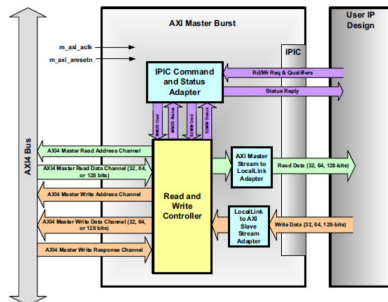 AXI Master Burst
User IP
Design
m_axi_aclk
m_axi_aresetn
IPIC
IPIC Command
and Status
Adapter
Rd/Wr Req & Qualifiers
Status Reply
AXI4 Bus
AXI4 Master Read Address Channel
AXI4 Master Read Data Channel (32, 64,
or 128 bits)
AXI4 Master Write Address Channel
AXI4 Master Write Data Channel (32, 64,
or 128-bits)
AXI4 Master Write Response Channel
Read and
Write
Controller
AXI Master
Stream to
LocalLink
Adapter
Read Data (32, 64, 128-bits)
LocalLink
to AXI
Slave
Stream
Adapter
Write Data (32, 64, 128-bits)